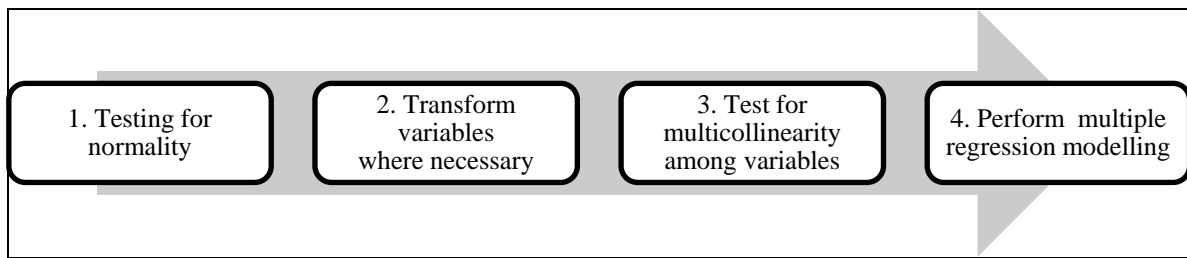 1. Testing for
normality
2. Transform
variables
where necessary
3. Test for
multicollinearity
among variables
4. Perform multiple
regression modelling